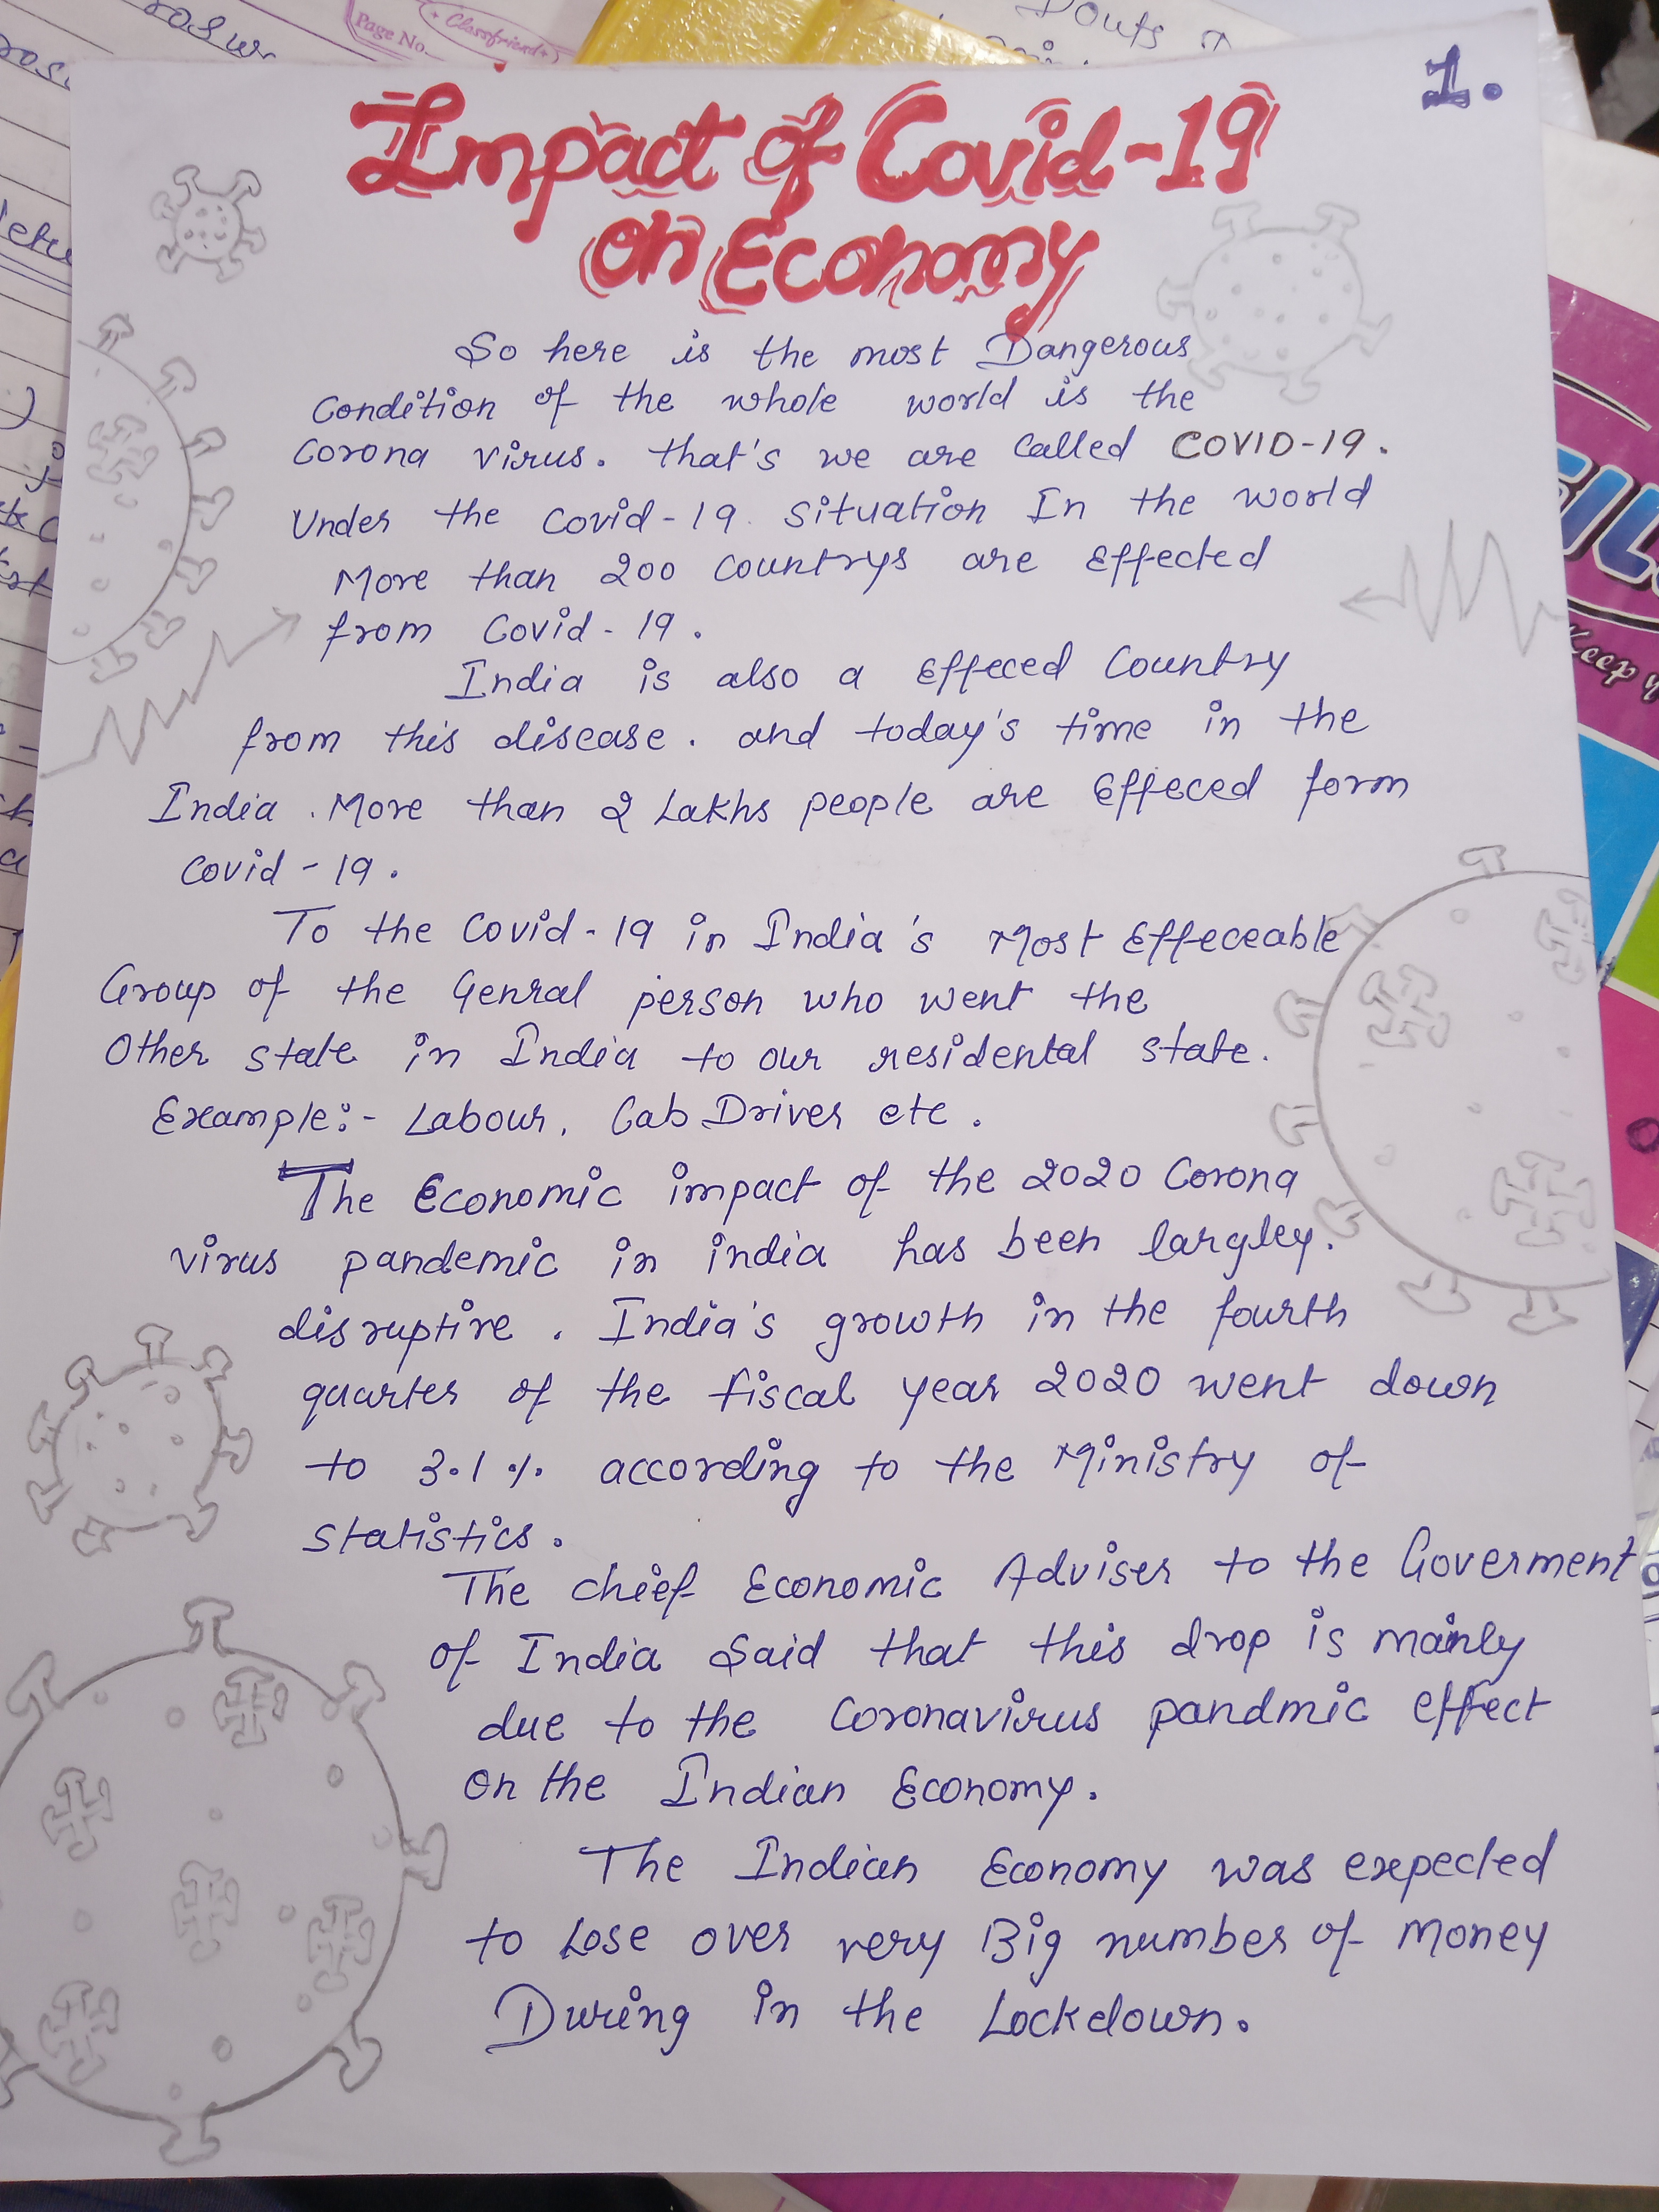 1.
Impact of Covid-19
on Economy
So here is the most Dangerous
Condition of the whole world is the
Corona virus. that's we are called COVID-19.
Under the Covid-19. Situation In the world
More than 200 Countrys are Effected
from Covid-19.
India is also a Effeced Country
from this disease. and today's time in the
India. More than 2 Lakhs people are Effeced form
Covid-19.
To the Covid-19 in India's Most Effeceable
Group of the Genral person who went the
Other state in India to our residental state.
Example:- Labour, Cab Driver etc.
The Economic impact of the 2020 Corona
virus pandemic in india has been largley.
disruptive. India's growth in the fourth
quarter of the fiscal year 2020 went down
to 3.1% according to the Ministry of
Statistics.
The chief Economic Adviser to the Goverment
of India Said that this drop is mainly
due to the Coronavirus pandmic effect
on the Indian Economy.
The Indian Economy was expected
to Lose over very Big number of Money
During in the Lockdown.
Page No.
Classfriend
Keep